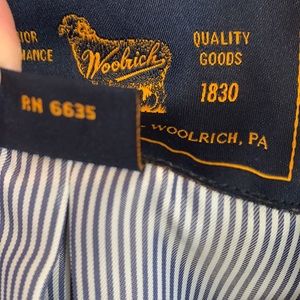 QUALITY
GOODS
Woolrich
1830
WOOLRICH, PA
RN 6635